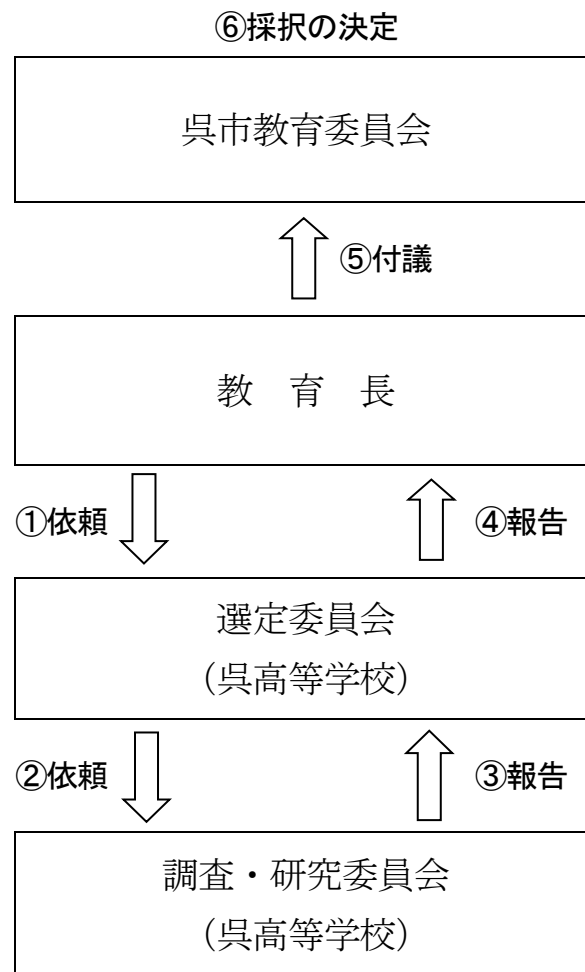 ⑥採択の決定
呉市教育委員会
⑤付議
教　育　長
①依頼
④報告
選定委員会
（呉高等学校）
②依頼
③報告
調査・研究委員会
（呉高等学校）